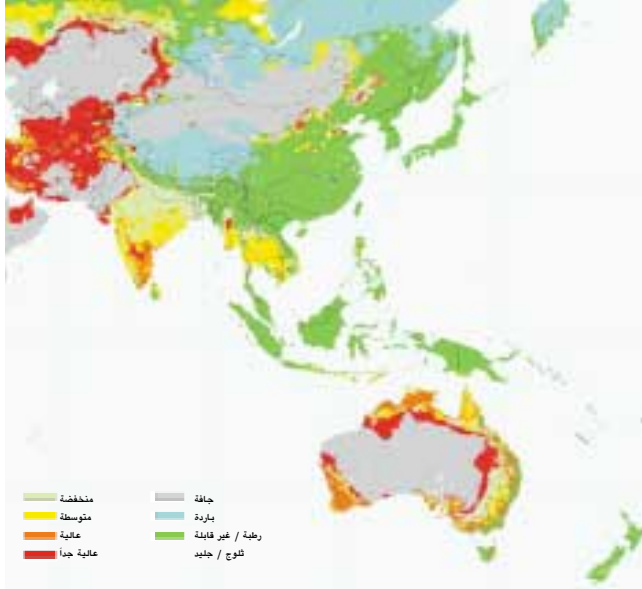 جافة
باردة
رطبة / غير قابلة
ثلوج / جليد
منخفضة
متوسطة
عالية
عالية جداً